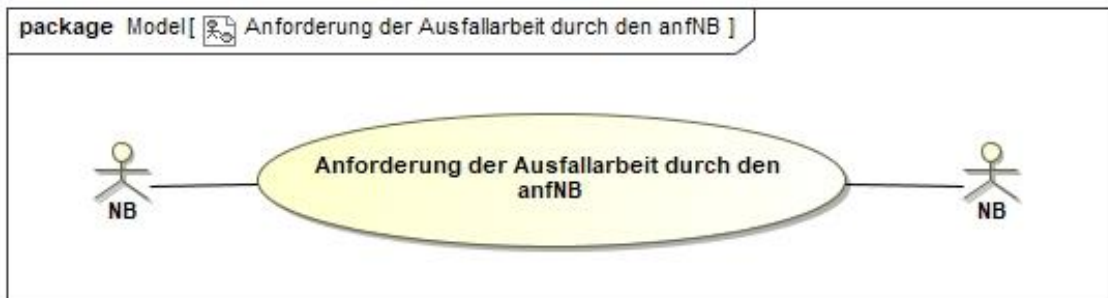 package Model[ Anforderung der Ausfallarbeit durch den anfNB ]
Anforderung der Ausfallarbeit durch den
anfNB
NB
NB